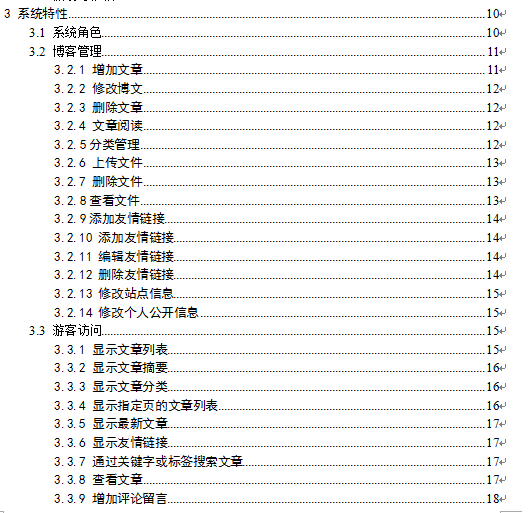 3 系统特性 10
3.1 系统角色 10
3.2 博客管理 11
3.2.1 增加文章 11
3.2.2 修改博文 12
3.2.3 删除文章 12
3.2.4 文章阅读 12
3.2.5分类管理 12
3.2.6 上传文件 13
3.2.7 删除文件 13
3.2.8查看文件 13
3.2.9添加友情链接 14
3.2.10 添加友情链接 14
3.2.11 编辑友情链接 14
3.2.12 删除友情链接 14
3.2.13 修改站点信息 15
3.2.14 修改个人公开信息 15
3.3 游客访问 15
3.3.1 显示文章列表 15
3.3.2 显示文章摘要 16
3.3.3 显示文章分类 16
3.3.4 显示指定页的文章列表 16
3.3.5 显示最新文章 17
3.3.6 显示友情链接 17
3.3.7 通过关键字或标签搜索文章 17
3.3.8 查看文章 17
3.3.9 增加评论留言 18